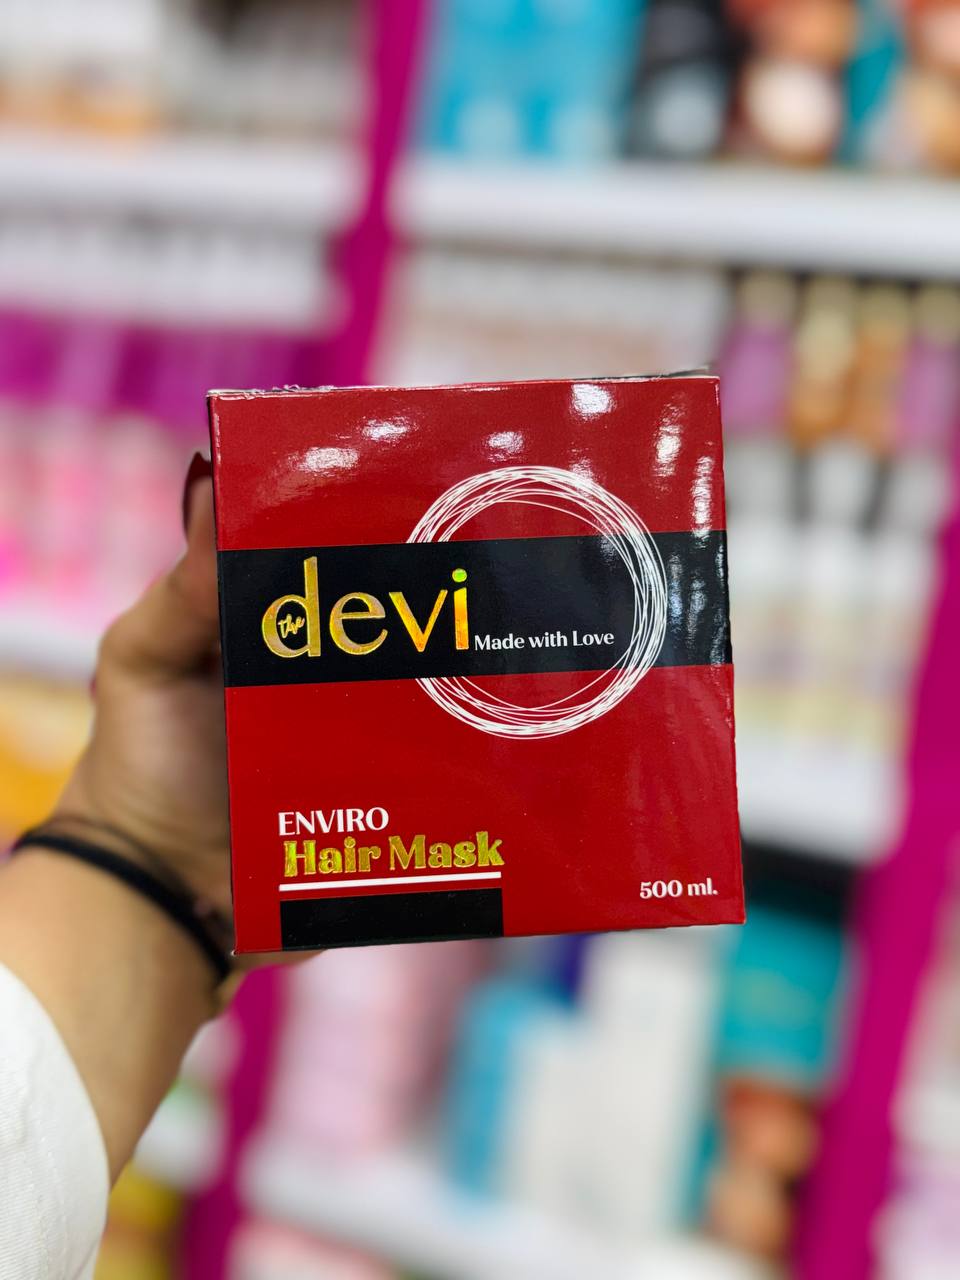 the devi
Made with Love
ENVIRO
Hair Mask
500 ml.